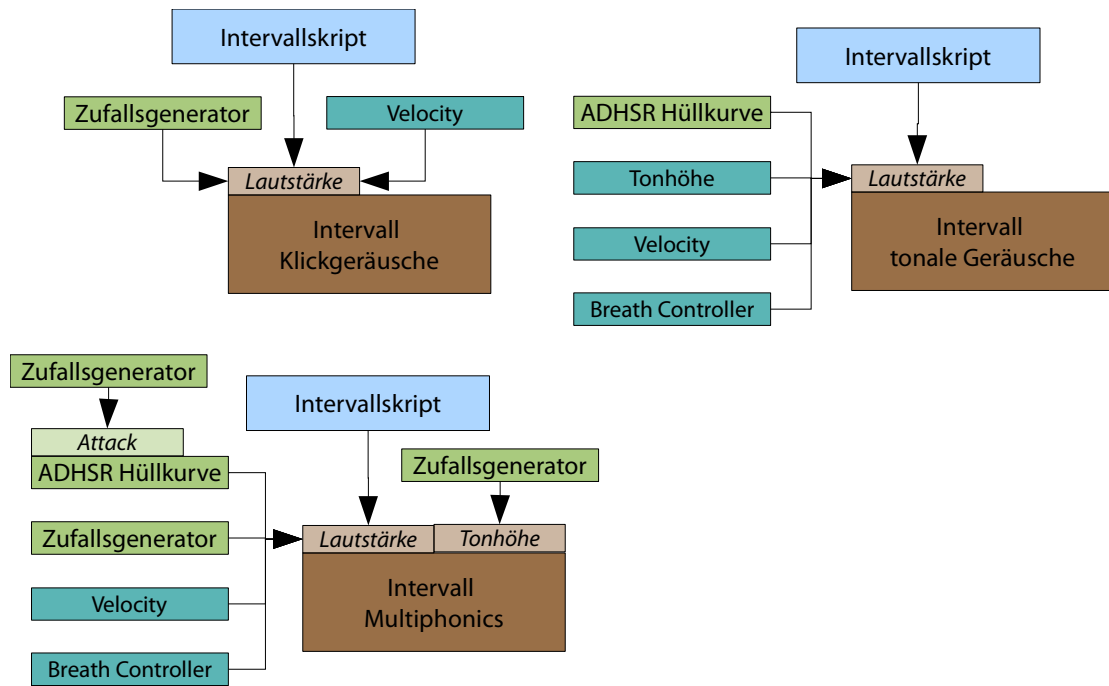 Intervallskript
Zufallsgenerator
Velocity
Lautstärke
Intervall
Klickgeräusche
Intervallskript
ADHSR Hüllkurve
Tonhöhe
Velocity
Breath Controller
Lautstärke
Intervall
tonale Geräusche
Zufallsgenerator
Attack
ADHSR Hüllkurve
Zufallsgenerator
Velocity
Breath Controller
Intervallskript
Zufallsgenerator
Lautstärke
Tonhöhe
Intervall
Multiphonics